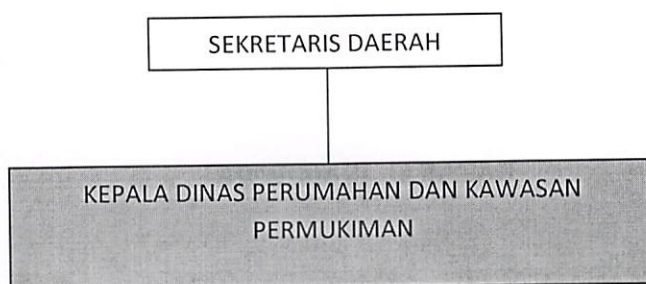 SEKRETARIS DAERAH
KEPALA DINAS PERUMAHAN DAN KAWASAN
PERMUKIMAN